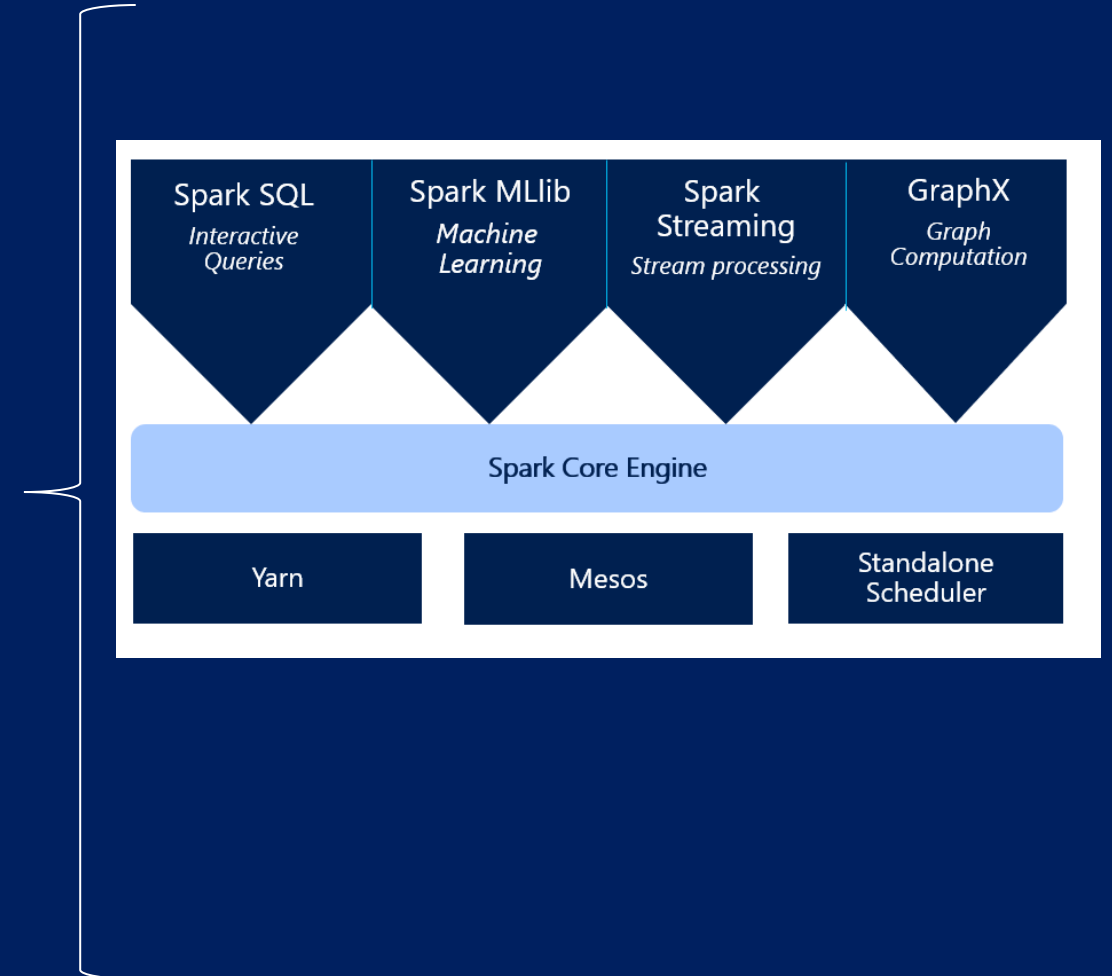 Spark SQL
Interactive
Queries
Spark MLlib
Machine
Learning
Spark
Streaming
Stream processing
GraphX
Graph
Computation
Spark Core Engine
Yarn
Mesos
Standalone
Scheduler